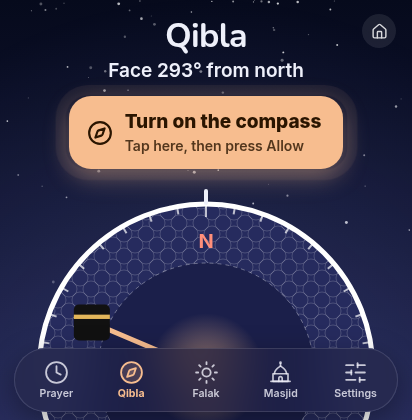 Qibla
Face 293° from north
Turn on the compass
Tap here, then press Allow
N
Prayer
Qibla
Falak
Masjid
Settings